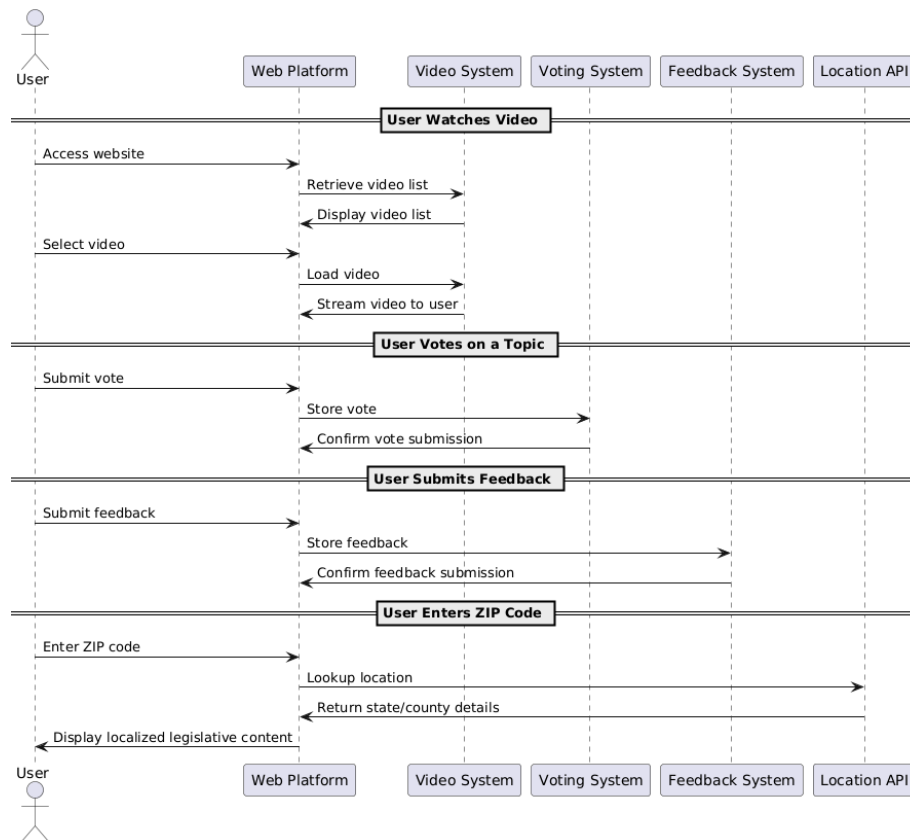 User
Web Platform
Video System
Voting System
Feedback System
Location API
User Watches Video
Access website
Retrieve video list
Display video list
Select video
Load video
Stream video to user
User Votes on a Topic
Submit vote
Store vote
Confirm vote submission
User Submits Feedback
Submit feedback
Store feedback
Confirm feedback submission
User Enters ZIP Code
Enter ZIP code
Lookup location
Return state/county details
Display localized legislative content
User
Web Platform
Video System
Voting System
Feedback System
Location API